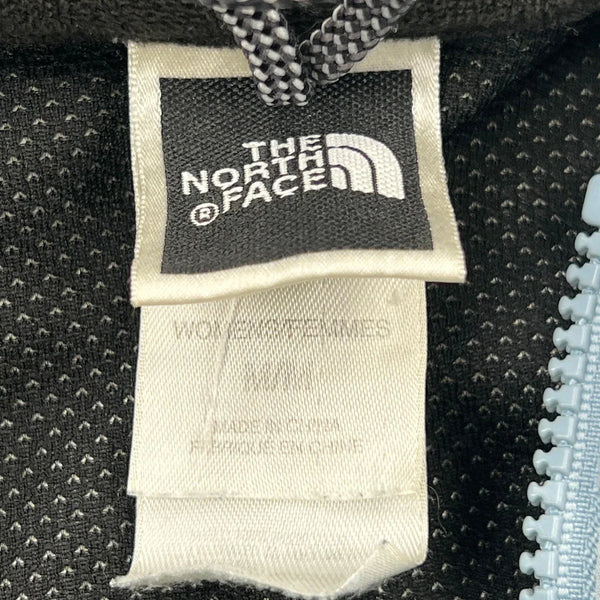 THE
NORTH
® FACE
WOMENS/FEMMES
M/M
MADE IN CHINA
FABRIQUE EN CHINE